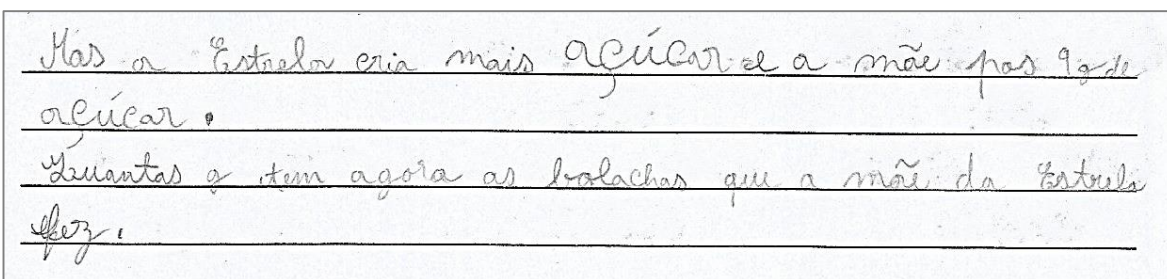 Mas a Estrela cria mais açúcar e a mãe pos 9g de
açúcar.
Quantas g tem agora as bolachas que a mãe da Estrela
fez.